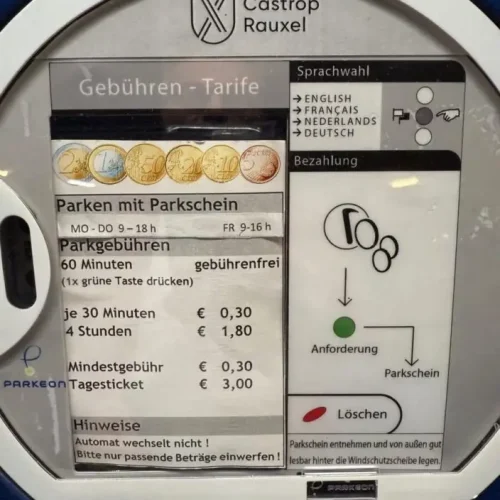 Castrop
Rauxel
Gebühren - Tarife
Parken mit Parkschein
MO - DO 9 – 18 h FR 9-16 h
Parkgebühren
60 Minuten gebührenfrei
(1x grüne Taste drücken)
je 30 Minuten € 0,30
4 Stunden € 1,80
Mindestgebühr € 0,30
Tagesticket € 3,00
Hinweise
Automat wechselt nicht !
Bitte nur passende Beträge einwerfen !
Sprachwahl
→ ENGLISH
→ FRANÇAIS
→ NEDERLANDS
→ DEUTSCH
Bezahlung
Anforderung
Parkschein
Löschen
Parkschein entnehmen und von außen gut
lesbar hinter die Windschutzscheibe legen.
PARKEON
PARKEON